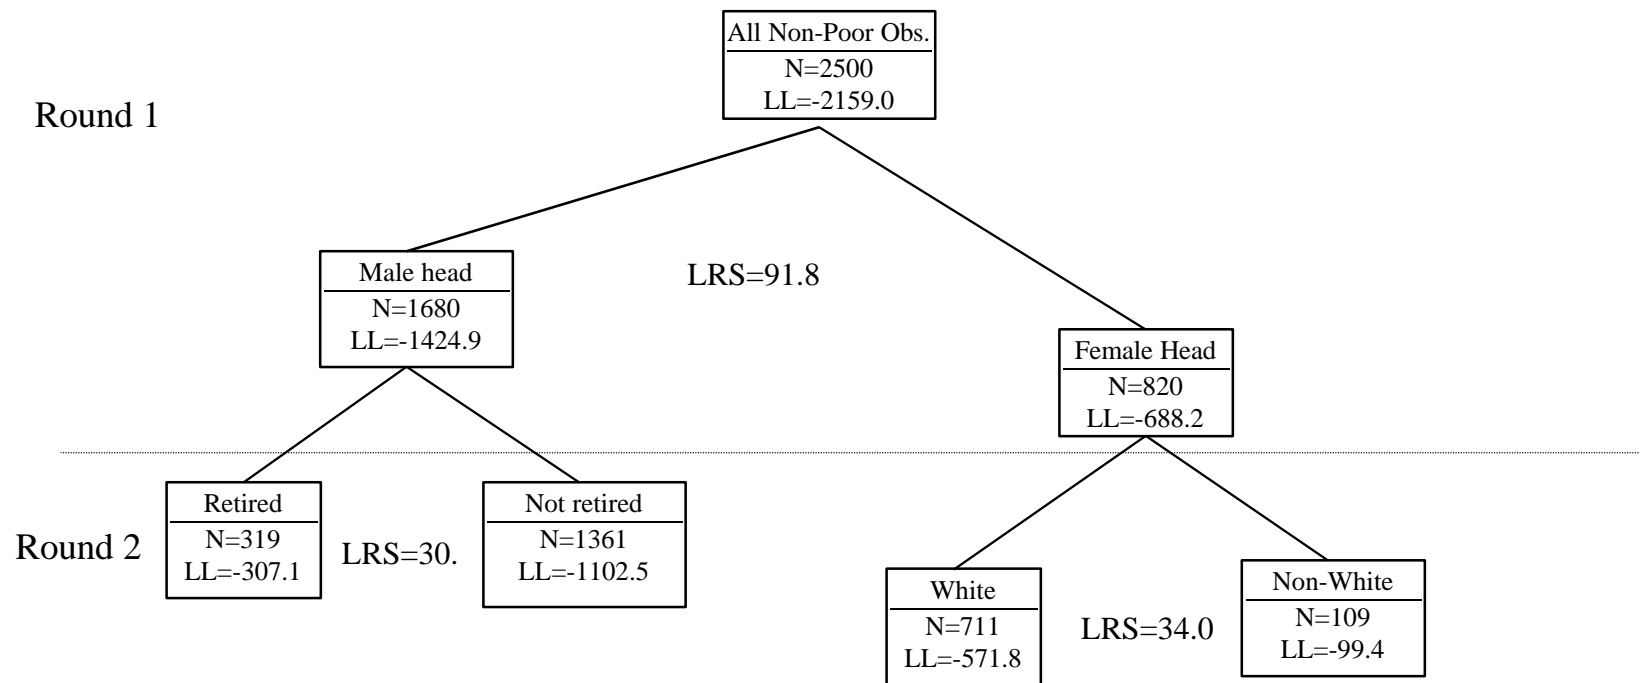 All Non-Poor Obs.
N=2500
LL=-2159.0
Round 1
Male head
N=1680
LL=-1424.9
LRS=91.8
Female Head
N=820
LL=-688.2
Round 2
Retired
N=319
LL=-307.1
LRS=30.
Not retired
N=1361
LL=-1102.5
White
N=711
LL=-571.8
LRS=34.0
Non-White
N=109
LL=-99.4